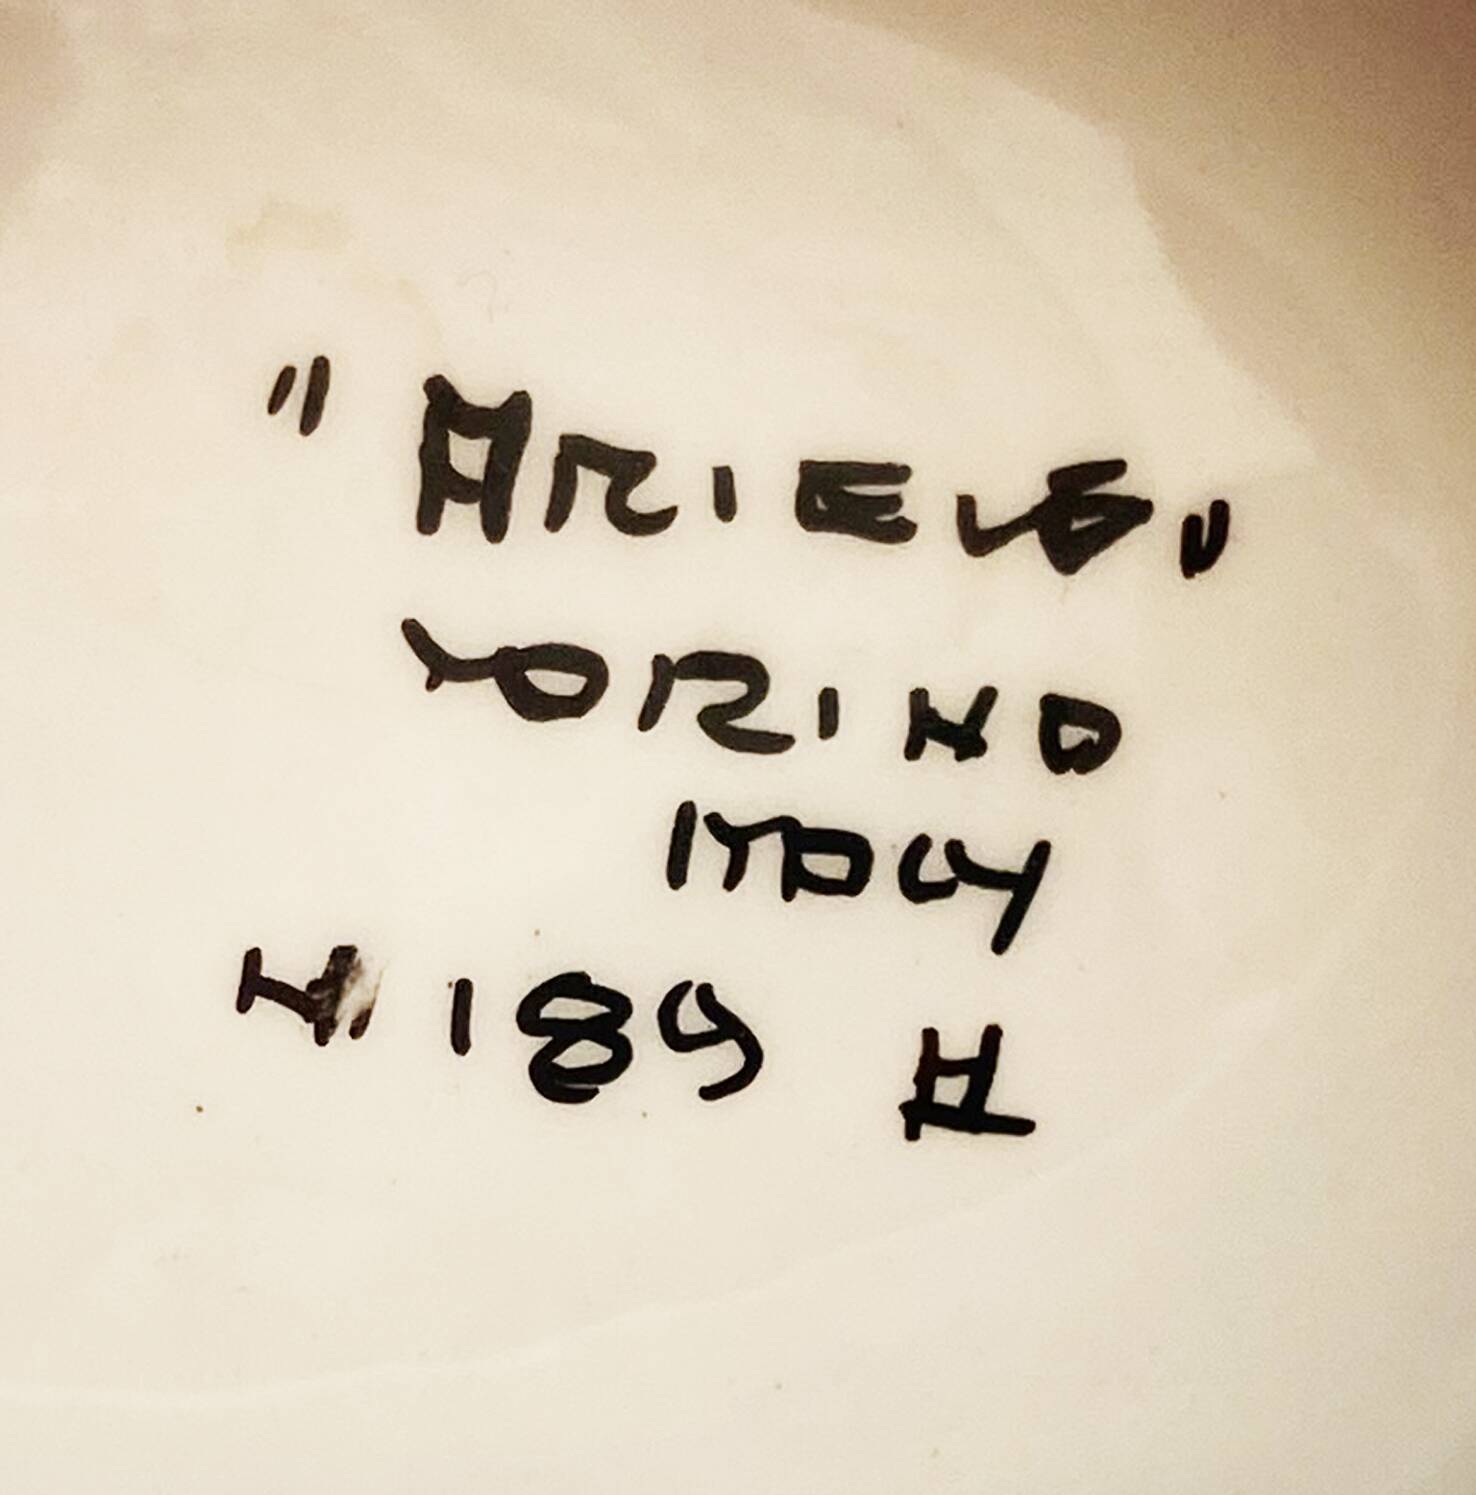 "ARIELE"
TORINO
ITALY
N. 189 A